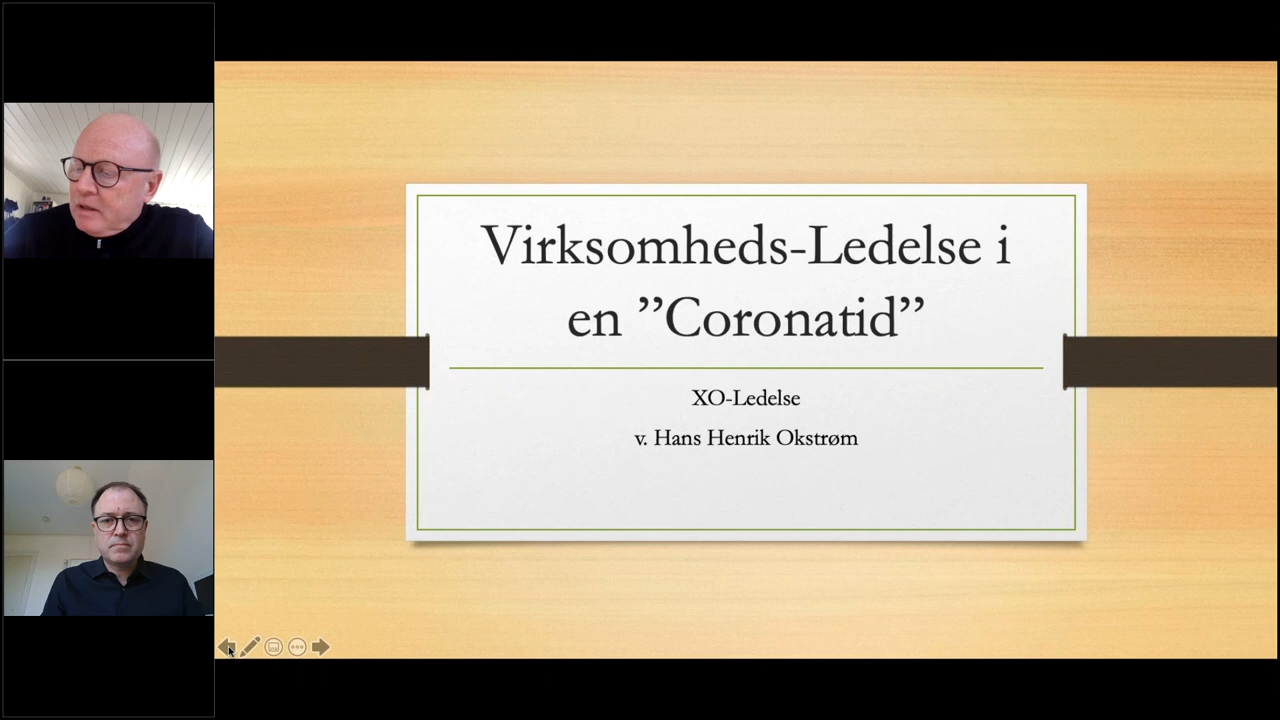 Virksomheds-Ledelse i
en ”Coronatid”
XO-Ledelse
v. Hans Henrik Okstrøm